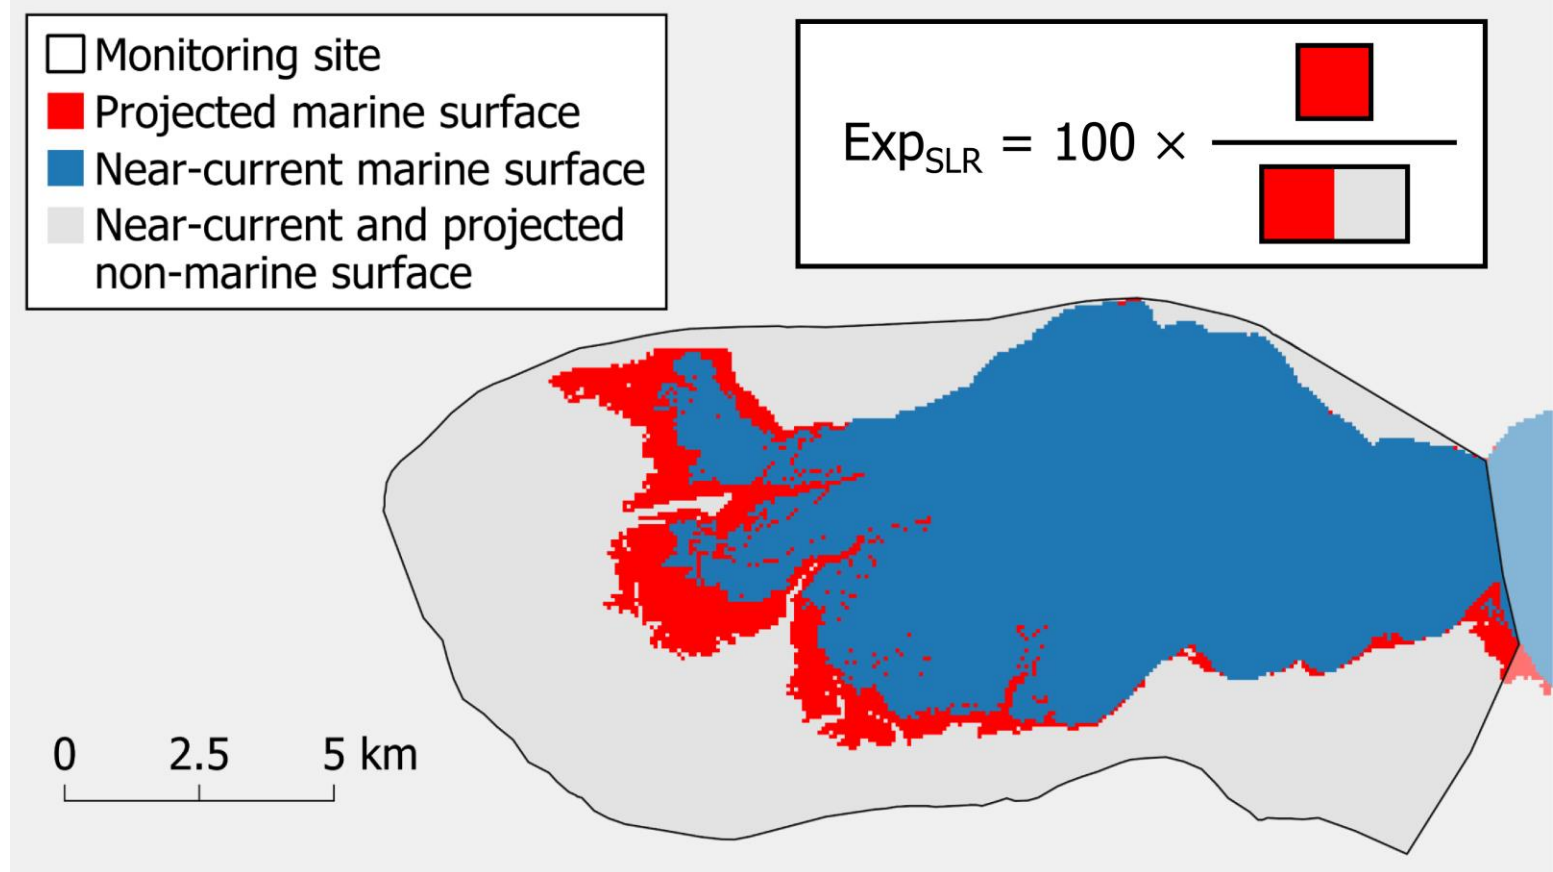 Monitoring site
Projected marine surface
Near-current marine surface
Near-current and projected
non-marine surface
ExpSLR = 100 ×
0 2.5 5 km